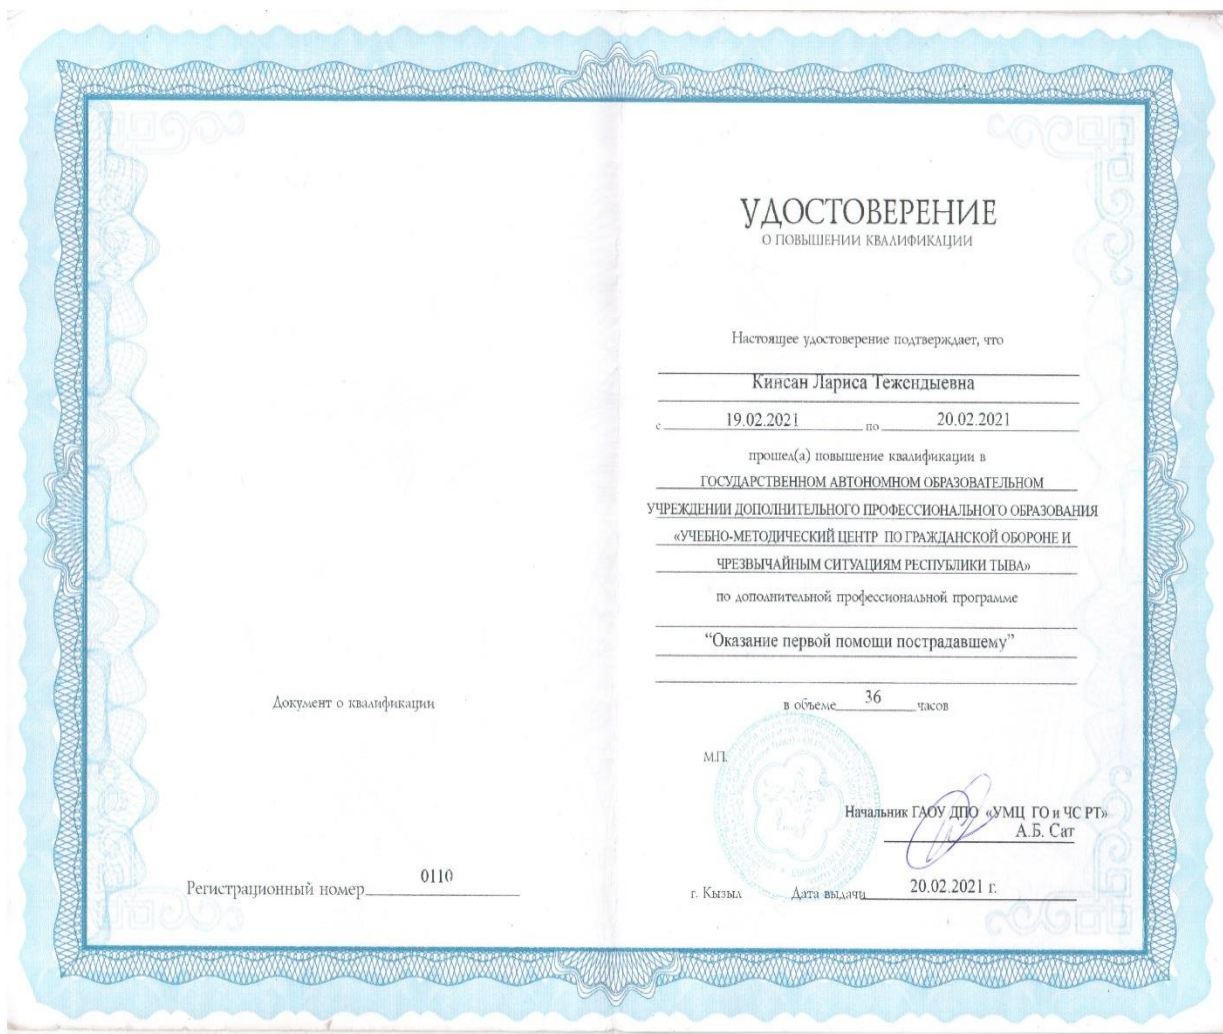 Документ о квалификации
Регистрационный номер 0110
УДОСТОВЕРЕНИЕ
О ПОВЫШЕНИИ КВАЛИФИКАЦИИ
Настоящее удостоверение подтверждает, что
Кинсан Лариса Тежендыевна
с 19.02.2021 по 20.02.2021
прошел(а) повышение квалификации в
ГОСУДАРСТВЕННОМ АВТОНОМНОМ ОБРАЗОВАТЕЛЬНОМ
УЧРЕЖДЕНИИ ДОПОЛНИТЕЛЬНОГО ПРОФЕССИОНАЛЬНОГО ОБРАЗОВАНИЯ
«УЧЕБНО-МЕТОДИЧЕСКИЙ ЦЕНТР ПО ГРАЖДАНСКОЙ ОБОРОНЕ И
ЧРЕЗВЫЧАЙНЫМ СИТУАЦИЯМ РЕСПУБЛИКИ ТЫВА»
по дополнительной профессиональной программе
“Оказание первой помощи пострадавшему”
в объеме 36 часов
М.П.
Начальник ГАОУ ДПО «УМЦ ГО и ЧС РТ»
А.Б. Сат
г. Кызыл Дата выдачи 20.02.2021 г.